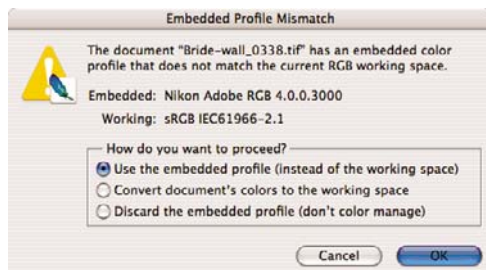 Embedded Profile Mismatch
The document "Bride-wall_0338.tif" has an embedded color
profile that does not match the current RGB working space.
Embedded: Nikon Adobe RGB 4.0.0.3000
Working: sRGB IEC61966-2.1
How do you want to proceed?
Use the embedded profile (instead of the working space)
Convert document's colors to the working space
Discard the embedded profile (don't color manage)
Cancel OK